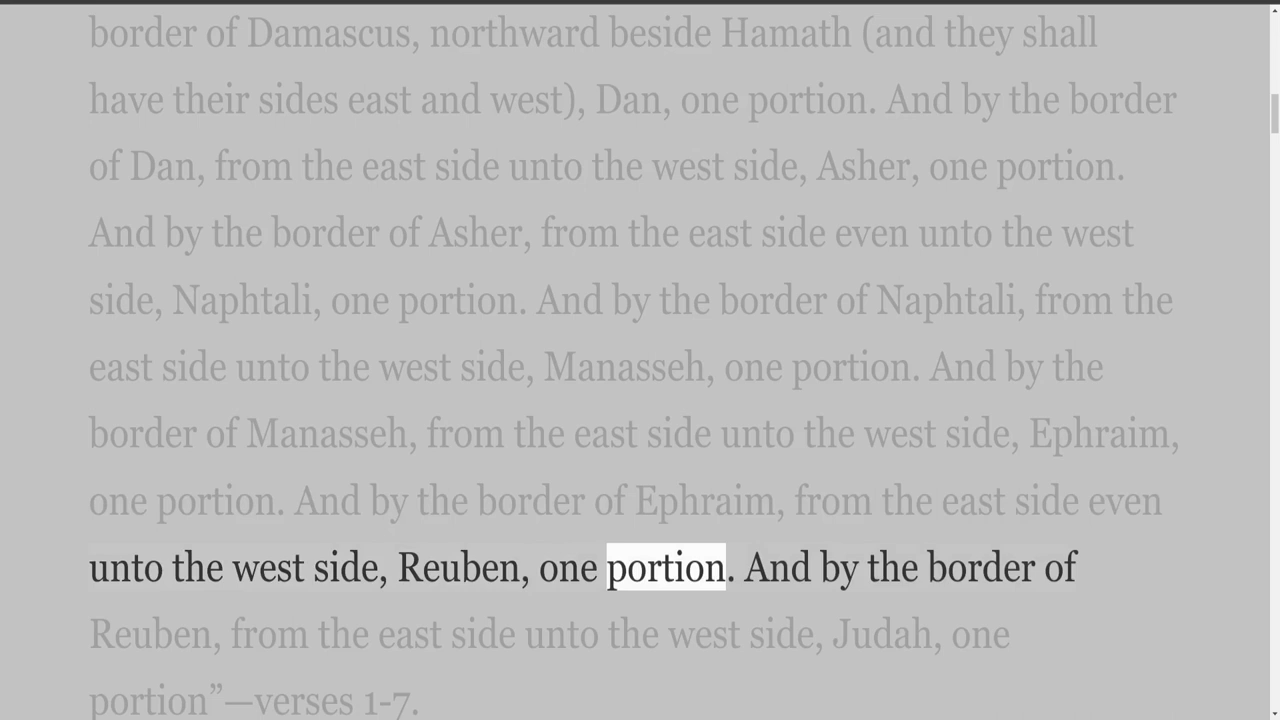 border of Damascus, northward beside Hamath (and they shall
have their sides east and west), Dan, one portion. And by the border
of Dan, from the east side unto the west side, Asher, one portion.
And by the border of Asher, from the east side even unto the west
side, Naphtali, one portion. And by the border of Naphtali, from the
east side unto the west side, Manasseh, one portion. And by the
border of Manasseh, from the east side unto the west side, Ephraim,
one portion. And by the border of Ephraim, from the east side even
unto the west side, Reuben, one portion. And by the border of
Reuben, from the east side unto the west side, Judah, one
portion”—verses 1-7.